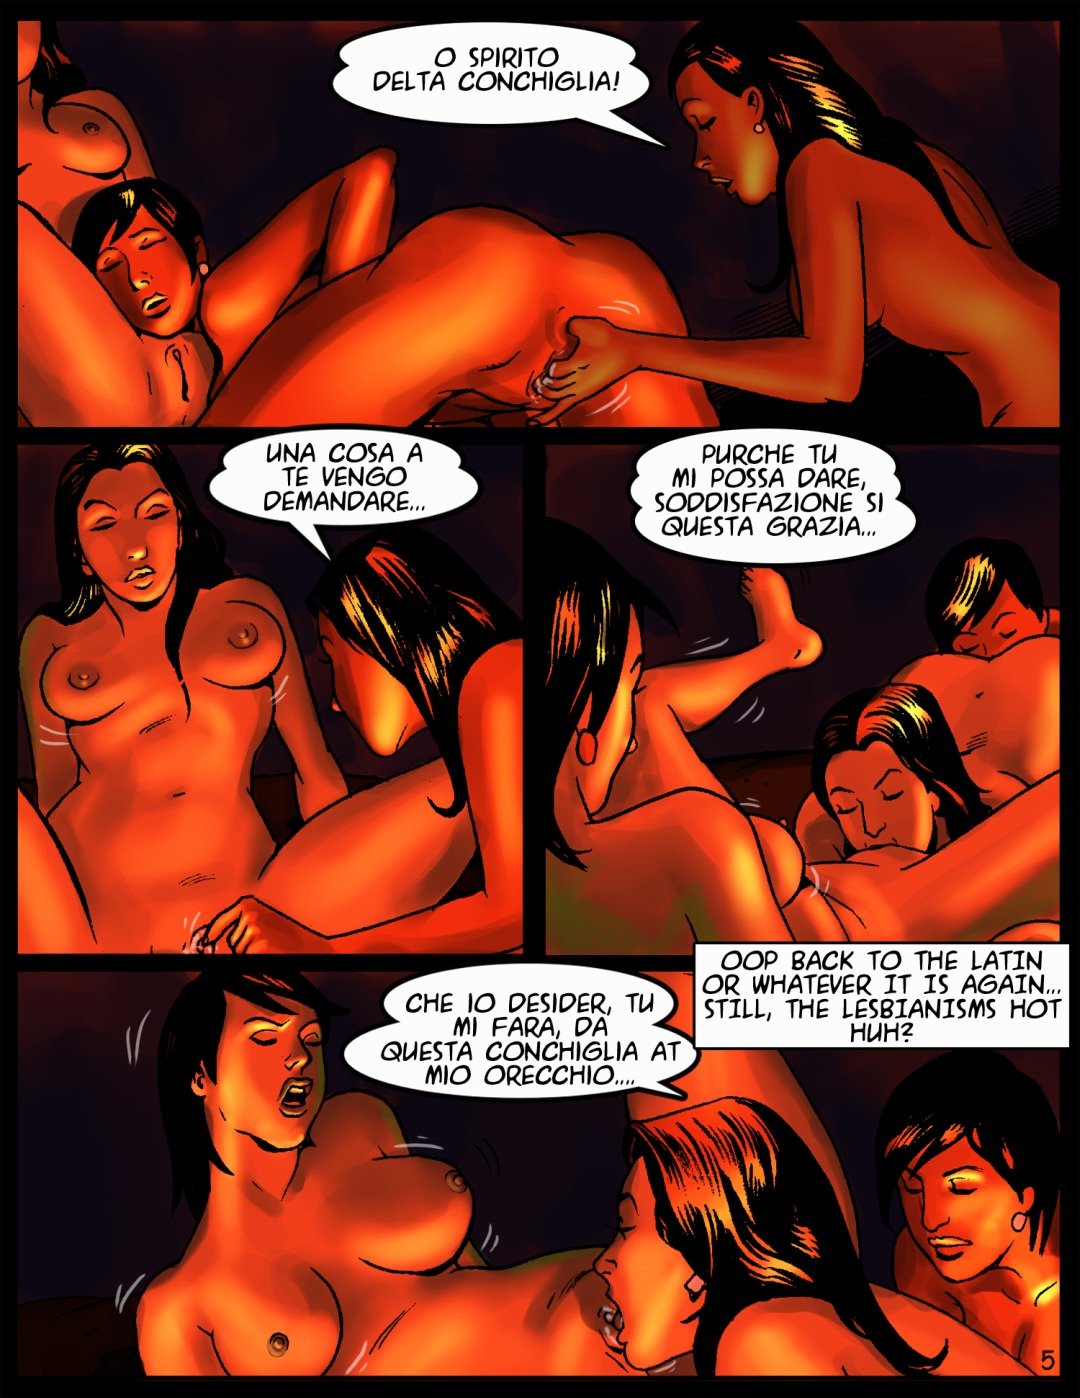 O SPIRITO
DELTA CONCHIGLIA!
UNA COSA A
TE VENGO
DEMANDARE...
PURCHE TU
MI POSSA DARE,
SODDISFAZIONE SI
QUESTA GRAZIA...
OOP BACK TO THE LATIN
OR WHATEVER IT IS AGAIN...
STILL, THE LESBIANISMS HOT
HUH?
CHE IO DESIDER, TU
MI FARA, DA
QUESTA CONCHIGLIA AT
MIO ORECCHIO....
5